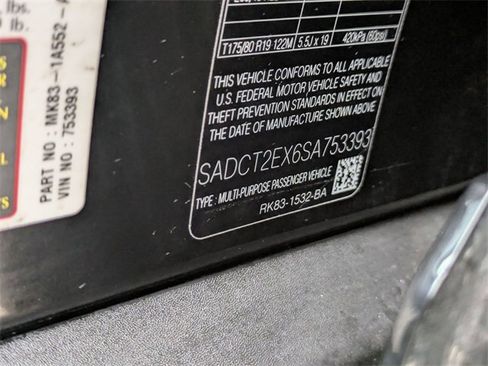 lbs.
lb.
PART NO : MK83-1A552-A
VIN NO : 753393
T175/80 R19 122M 5.5J x 19 420kPa (60psi)
THIS VEHICLE CONFORMS TO ALL APPLICABLE
U.S. FEDERAL MOTOR VEHICLE SAFETY AND
THEFT PREVENTION STANDARDS IN EFFECT ON
THE DATE OF MANUFACTURE SHOWN ABOVE.
SADCT2EX6SA753393
TYPE : MULTI-PURPOSE PASSENGER VEHICLE
RK83-1532-BA